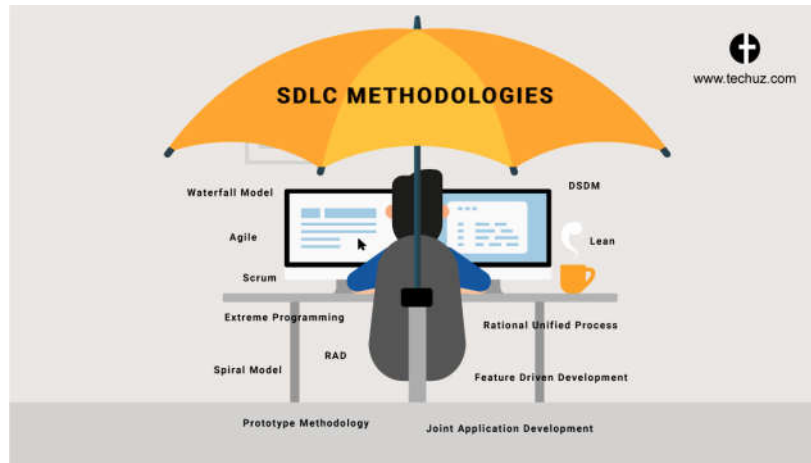 SDLC METHODOLOGIES
www.techuz.com
Waterfall Model
DSDM
Agile
Lean
Scrum
Extreme Programming
Rational Unified Process
RAD
Spiral Model
Feature Driven Development
Prototype Methodology
Joint Application Development